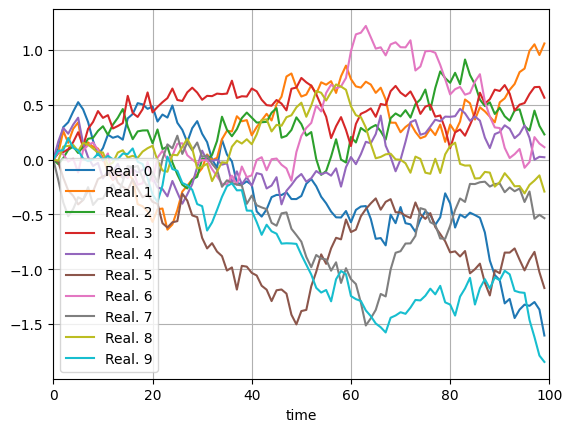 1.0
0.5
0.0
−0.5
−1.0
−1.5
Real. 0
Real. 1
Real. 2
Real. 3
Real. 4
Real. 5
Real. 6
Real. 7
Real. 8
Real. 9
0 20 40 60 80 100
time